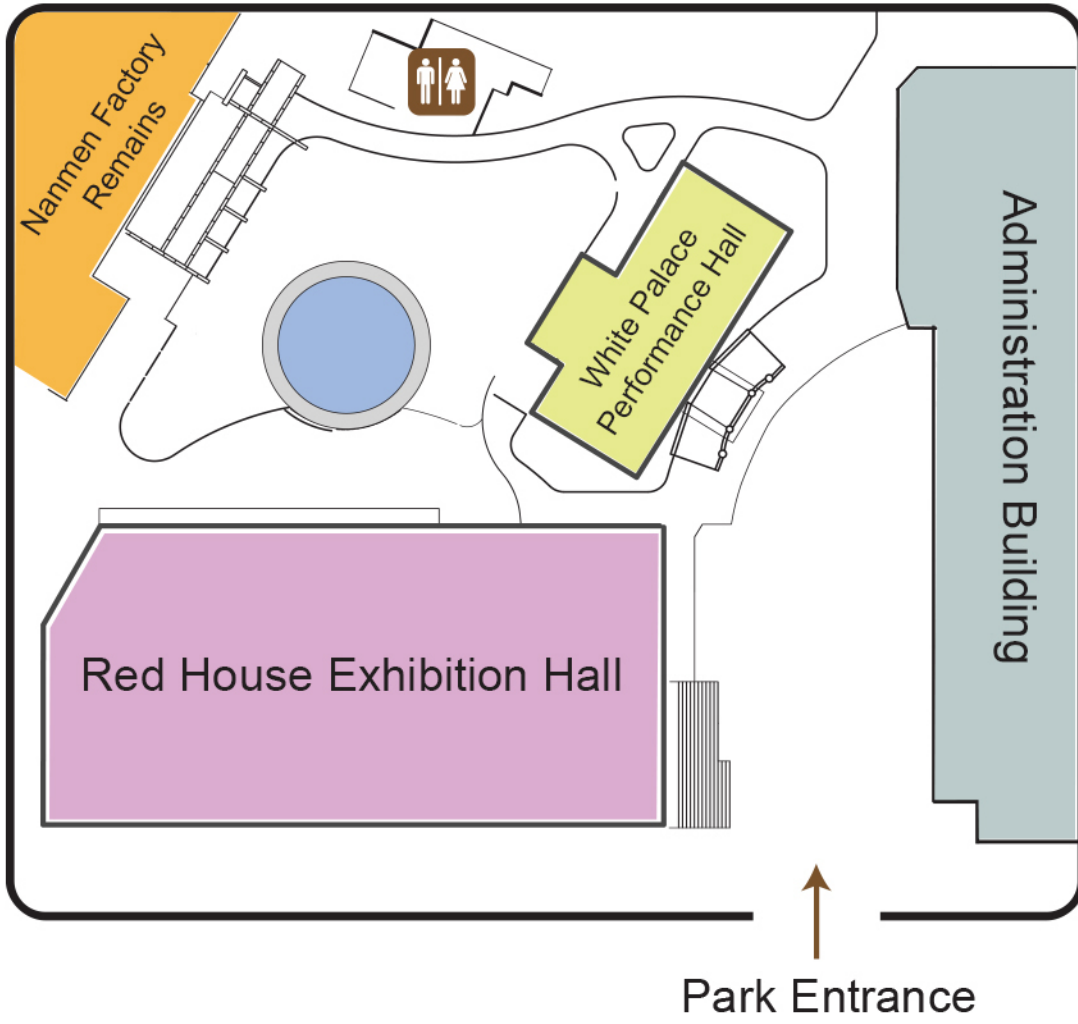 Nanmen Factory
Remains
White Palace
Performance Hall
Administration Building
Red House Exhibition Hall
Park Entrance